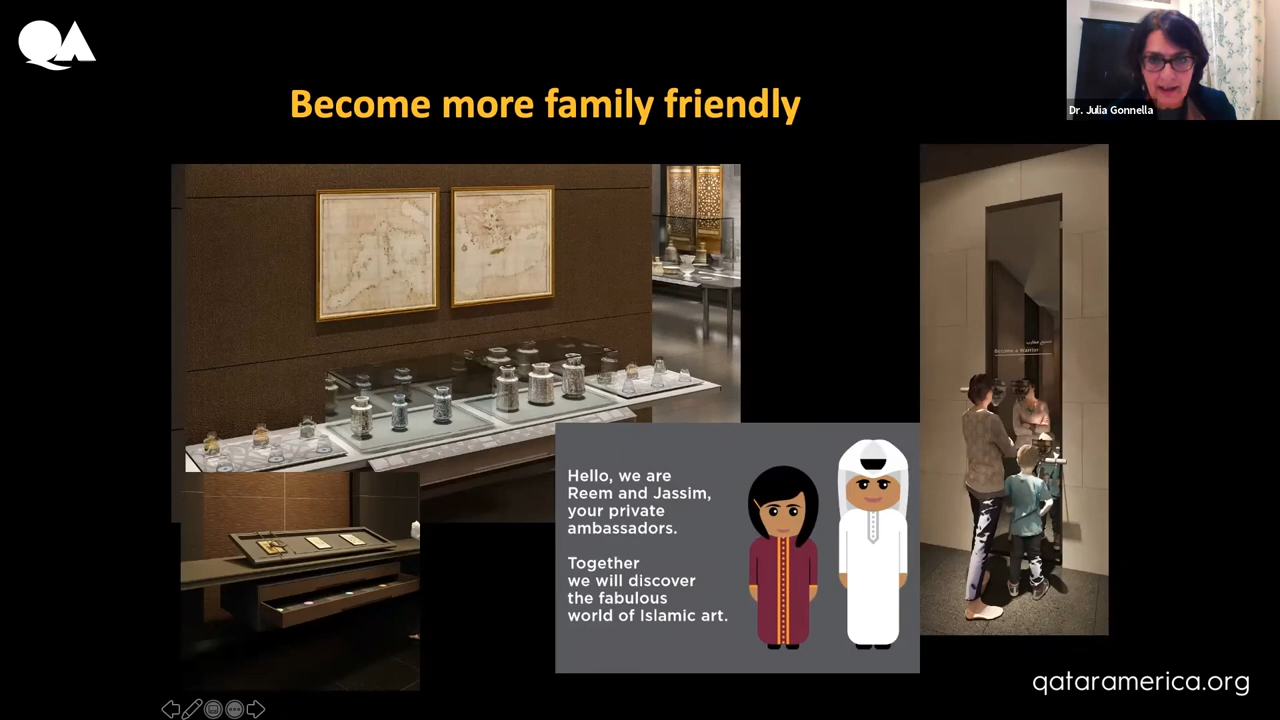 QA
Become more family friendly
Dr. Julia Gonnella
Become a Warrior
Hello, we are
Reem and Jassim,
your private
ambassadors.
Together
we will discover
the fabulous
world of Islamic art.
qataramerica.org